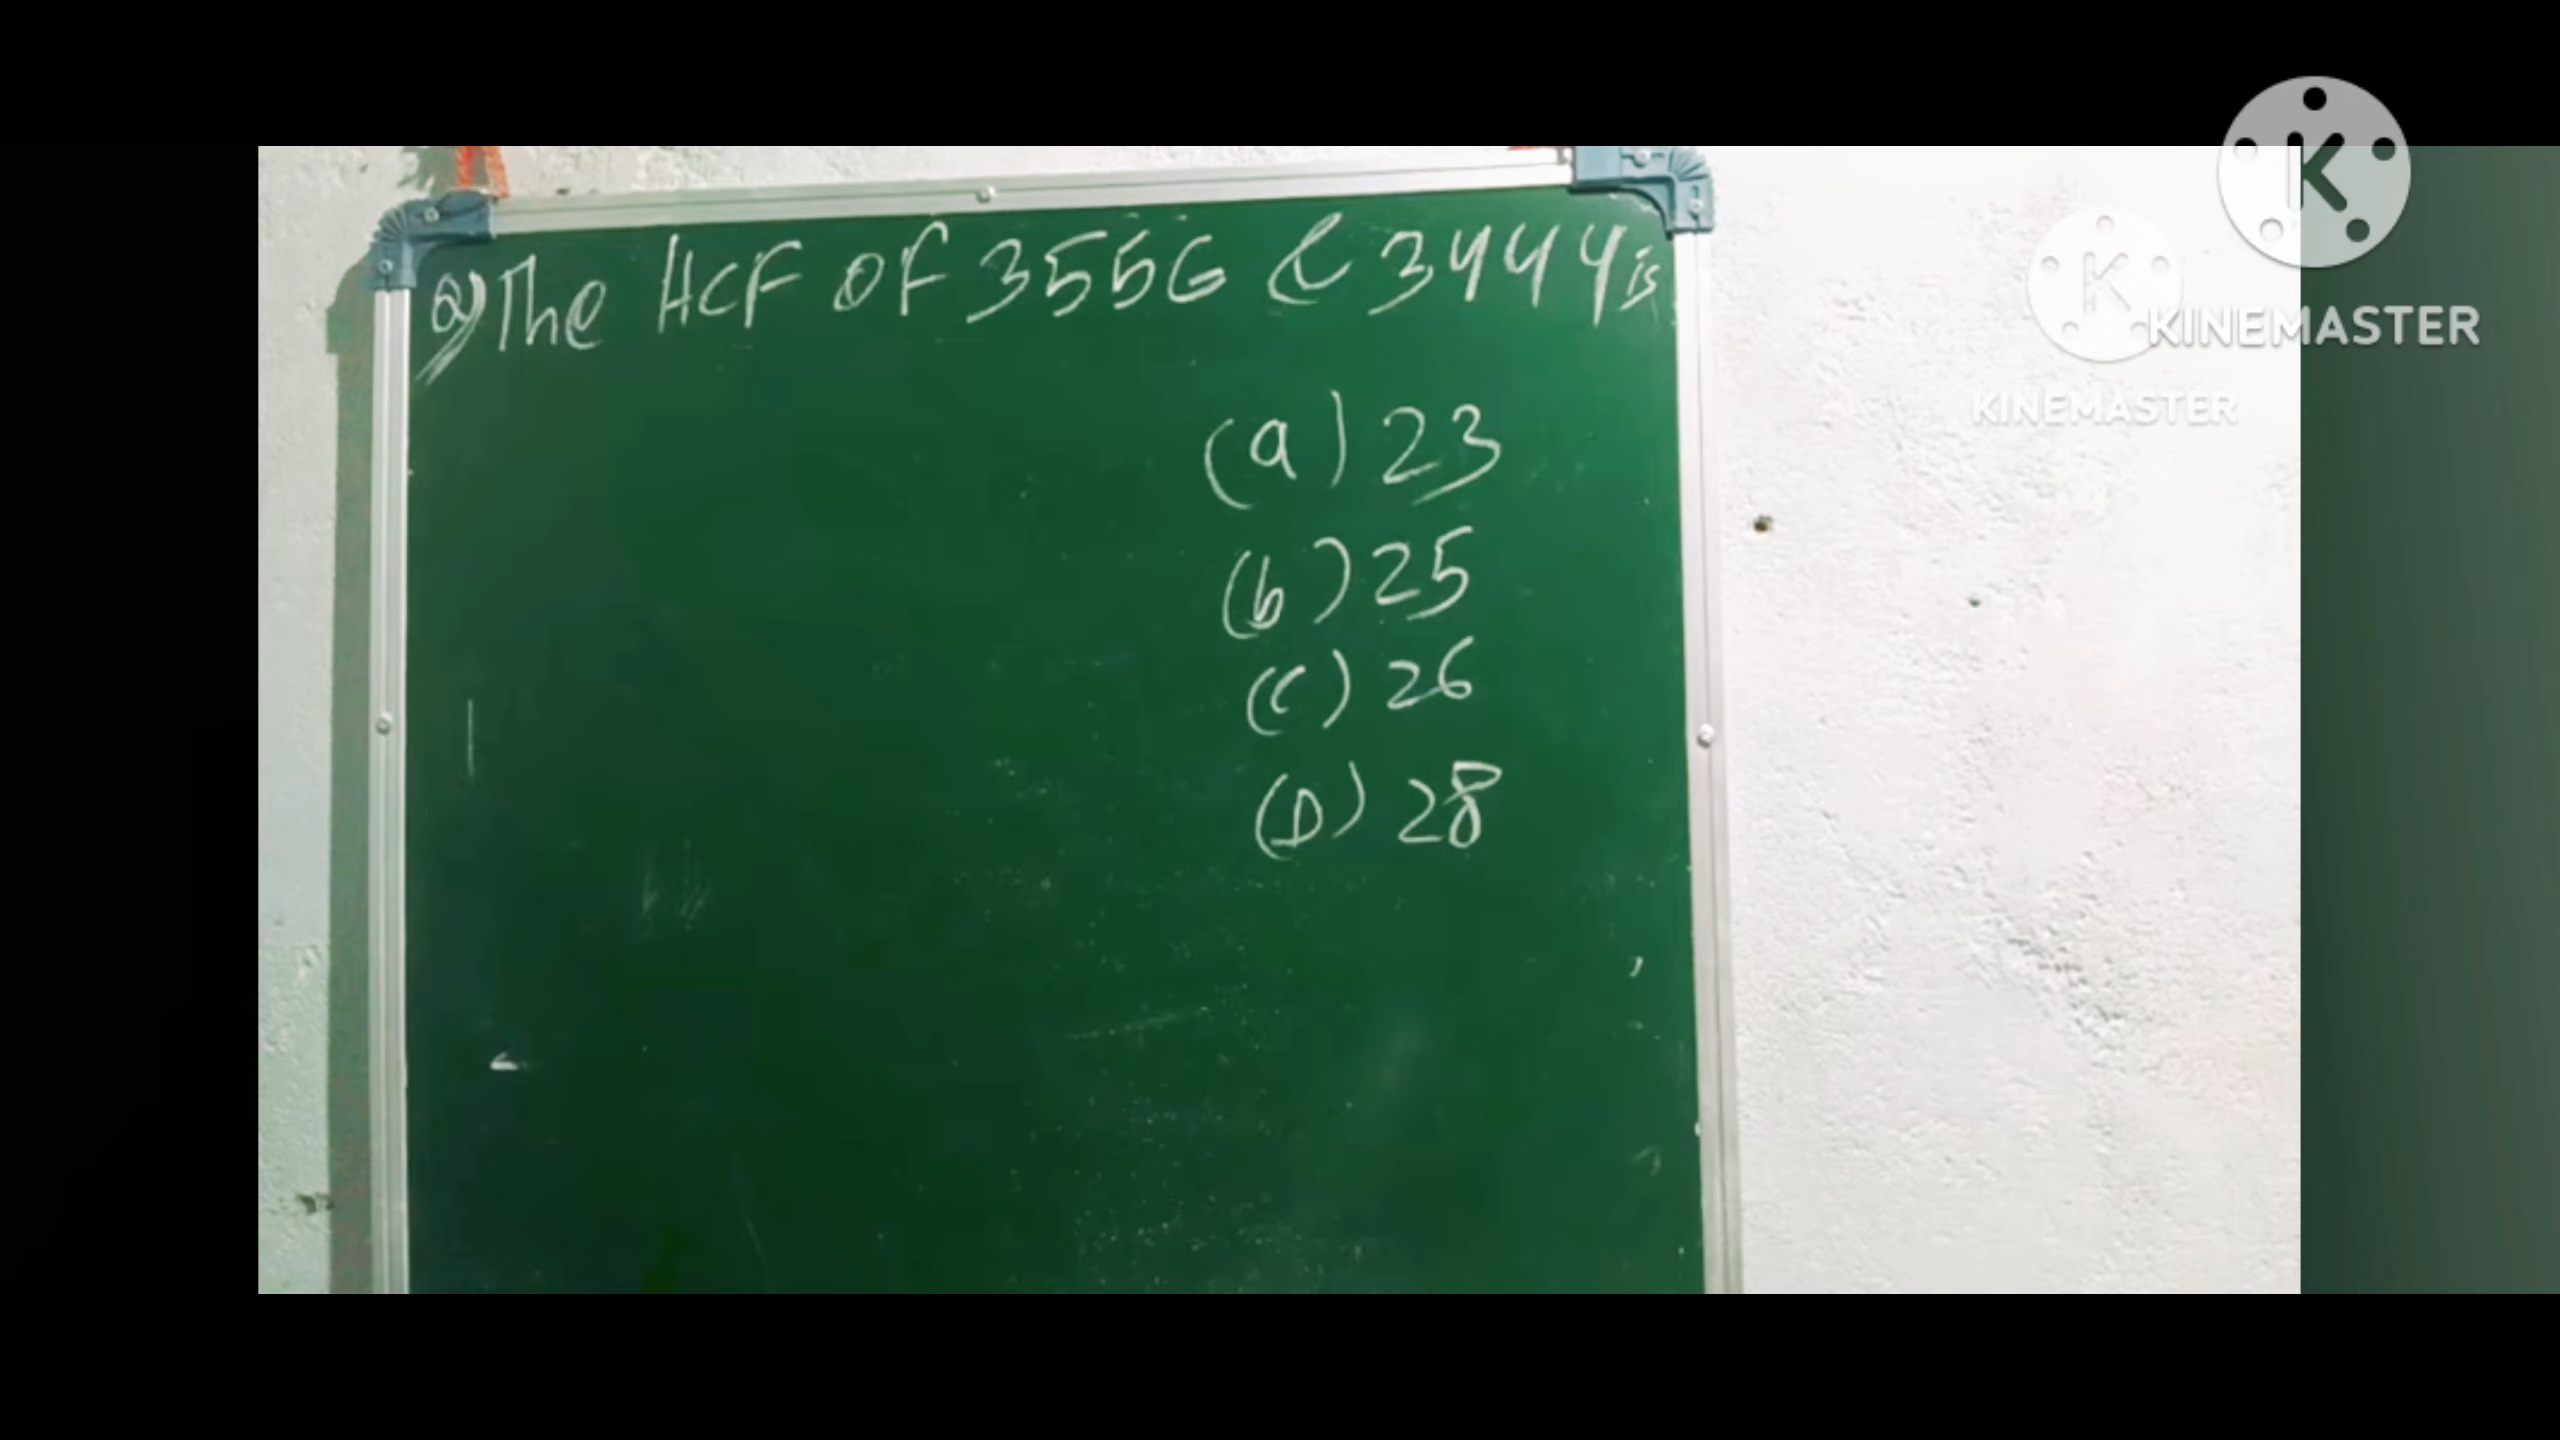 Q) The HCF OF 3556 & 3444 is
(a) 23
(b) 25
(c) 26
(D) 28
K
KINEMASTER
K
KINEMASTER